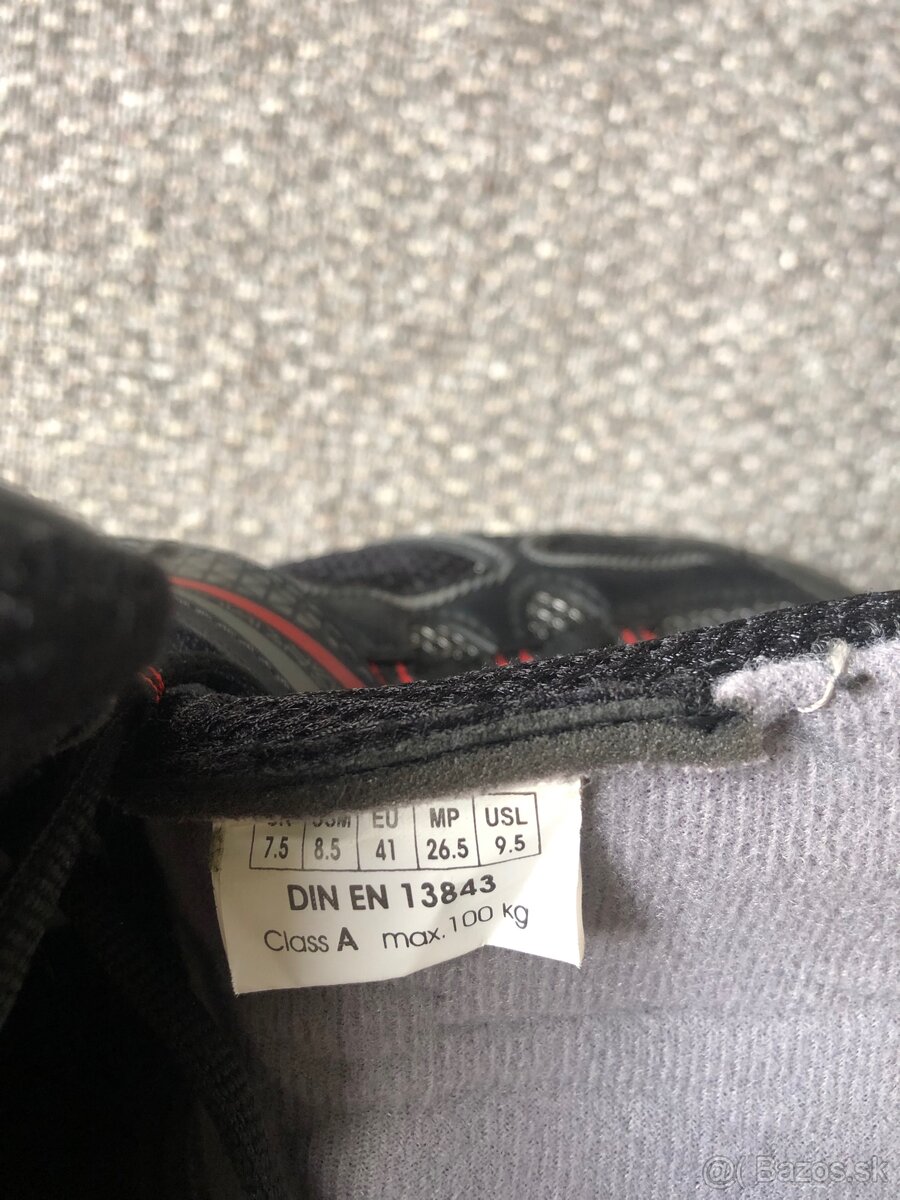 EU MP USL
7.5 8.5 41 26.5 9.5
DIN EN 13843
Class A max. 100 kg
@( Bazos.sk